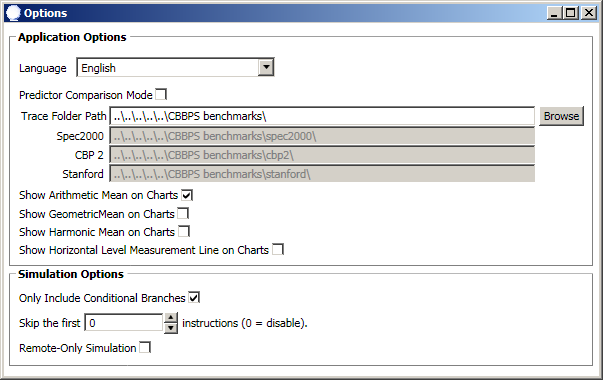 Options
Application Options
Language English
Predictor Comparison Mode
Trace Folder Path ..\..\..\..\..\CBBPS benchmarks\ Browse
Spec2000 ..\..\..\..\..\CBBPS benchmarks\spec2000\
CBP 2 ..\..\..\..\..\CBBPS benchmarks\cbp2\
Stanford ..\..\..\..\..\CBBPS benchmarks\stanford\
Show Arithmetic Mean on Charts
Show GeometricMean on Charts
Show Harmonic Mean on Charts
Show Horizontal Level Measurement Line on Charts
Simulation Options
Only Include Conditional Branches
Skip the first 0 instructions (0 = disable).
Remote-Only Simulation